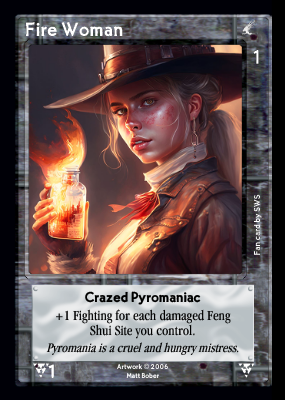 Fire Woman
1
Fan card by SWS
Crazed Pyromaniac
+1 Fighting for each damaged Feng
Shui Site you control.
Pyromania is a cruel and hungry mistress.
1
Artwork © 2006
Matt Bober